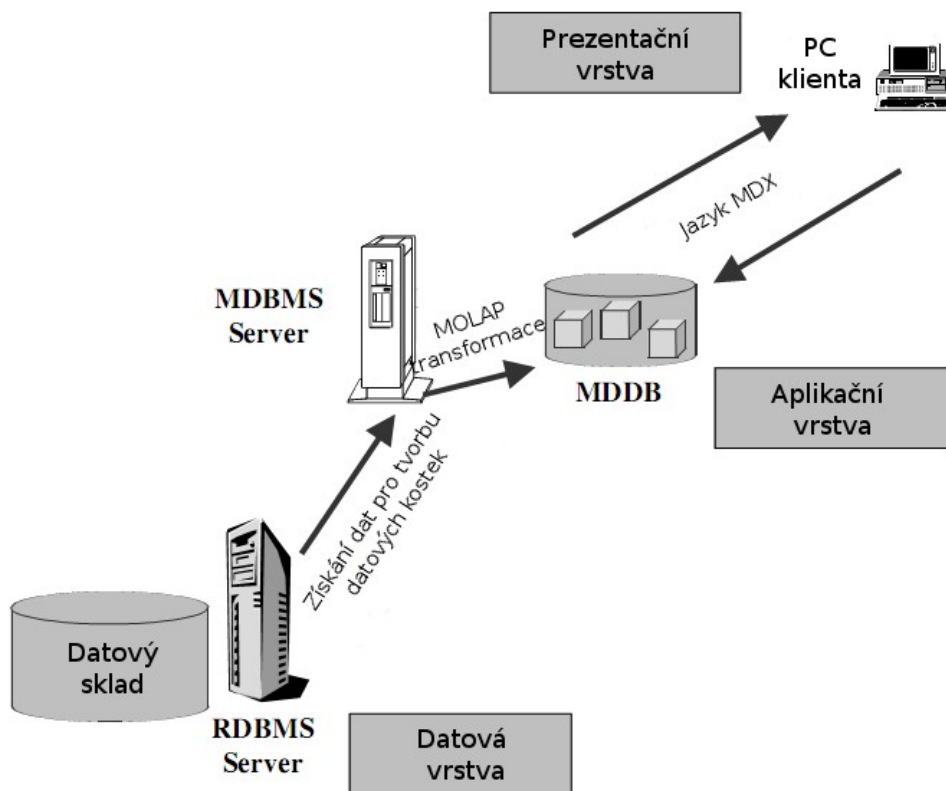 Prezentační
vrstva
PC
klienta
Jazyk MDX
MDBMS
Server
MOLAP
transformace
MDDB
Aplikační
vrstva
Získání dat pro tvorbu
datových kostek
Datový
sklad
RDBMS
Server
Datová
vrstva